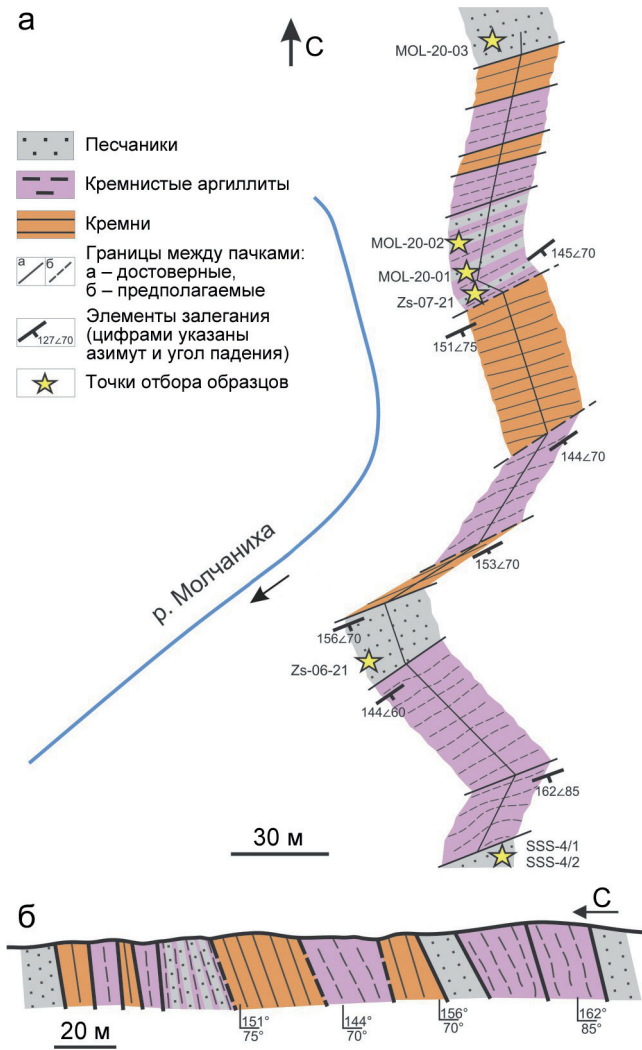 а
С
MOL-20-03
Песчаники
Кремнистые аргиллиты
Кремни
а
б
Границы между пачками:
а – достоверные,
б – предполагаемые
127∠70
Элементы залегания
(цифрами указаны
азимут и угол падения)
Точки отбора образцов
MOL-20-02
145∠70
MOL-20-01
Zs-07-21
151∠75
144∠70
153∠70
р. Молчаниха
156∠70
Zs-06-21
144∠60
162∠85
30 м
SSS-4/1
SSS-4/2
б
С
20 м
151°
75°
144°
70°
156°
70°
162°
85°